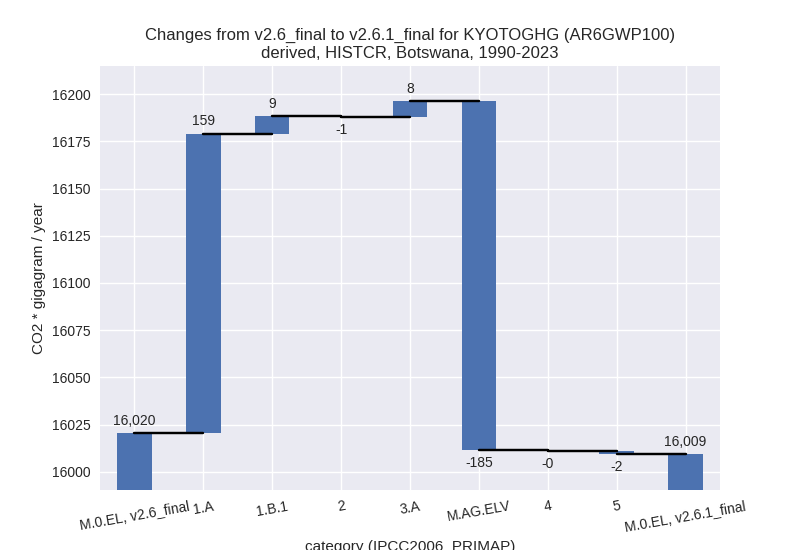 Changes from v2.6_final to v2.6.1_final for KYOTOGHG (AR6GWP100)
derived, HISTCR, Botswana, 1990-2023
CO2 * gigagram / year
16200
16175
16150
16125
16100
16075
16050
16025
16000
16,020
159
9
-1
8
-185
-0
-2
16,009
M.0.EL, v2.6_final
1.A
1.B.1
2
3.A
M.AG.ELV
4
5
M.0.EL, v2.6.1_final
category (IPCC2006_PRIMAP)